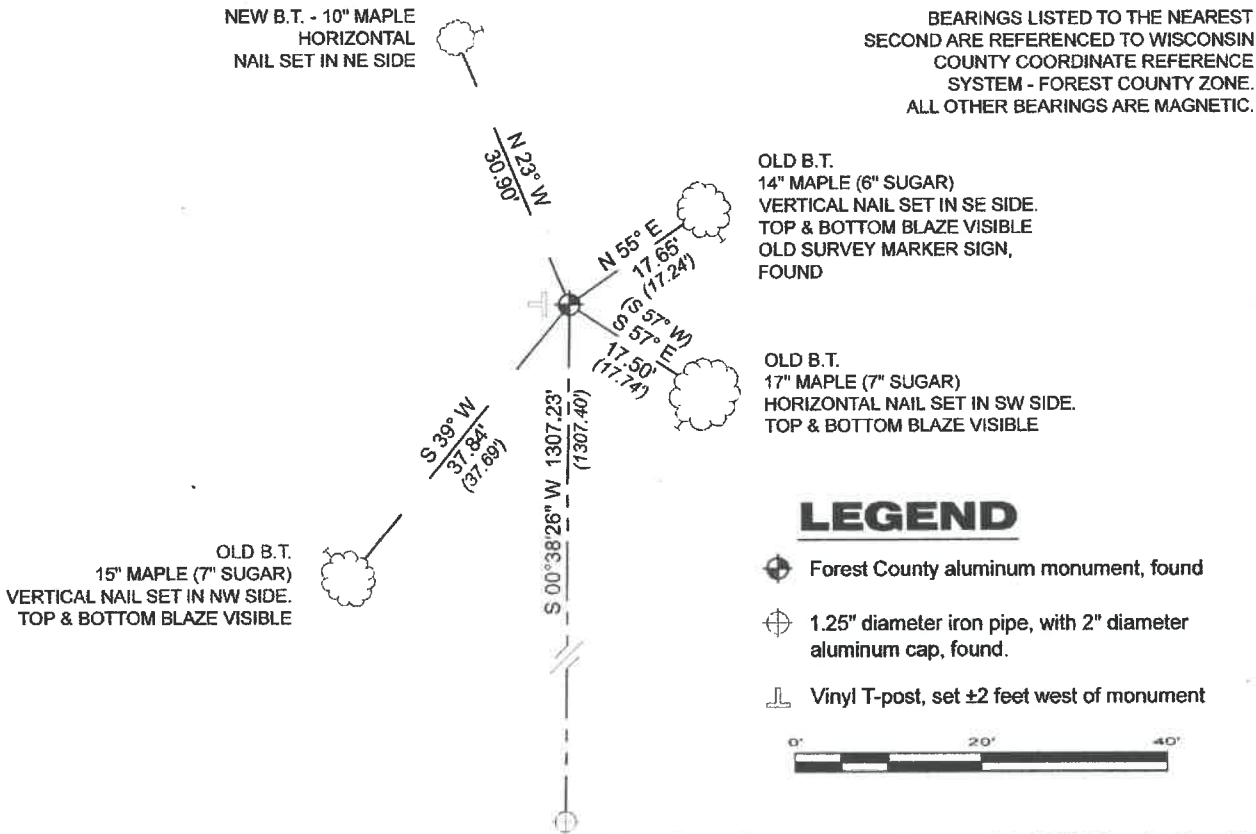 NEW B.T. - 10" MAPLE
HORIZONTAL
NAIL SET IN NE SIDE
BEARINGS LISTED TO THE NEAREST
SECOND ARE REFERENCED TO WISCONSIN
COUNTY COORDINATE REFERENCE
SYSTEM - FOREST COUNTY ZONE.
ALL OTHER BEARINGS ARE MAGNETIC.
N 23° W
30.90'
OLD B.T.
14" MAPLE (6" SUGAR)
VERTICAL NAIL SET IN SE SIDE.
TOP & BOTTOM BLAZE VISIBLE
OLD SURVEY MARKER SIGN,
FOUND
N 55° E
17.65'
(17.24')
(S 57° W)
S 57° E
17.50'
(17.74')
OLD B.T.
17" MAPLE (7" SUGAR)
HORIZONTAL NAIL SET IN SW SIDE.
TOP & BOTTOM BLAZE VISIBLE
S 39° W
37.84'
(37.69')
S 00°38'26" W 1307.23'
(1307.40')
OLD B.T.
15" MAPLE (7" SUGAR)
VERTICAL NAIL SET IN NW SIDE.
TOP & BOTTOM BLAZE VISIBLE
LEGEND
Forest County aluminum monument, found
1.25" diameter iron pipe, with 2" diameter
aluminum cap, found.
Vinyl T-post, set ±2 feet west of monument
0' 20' 40'